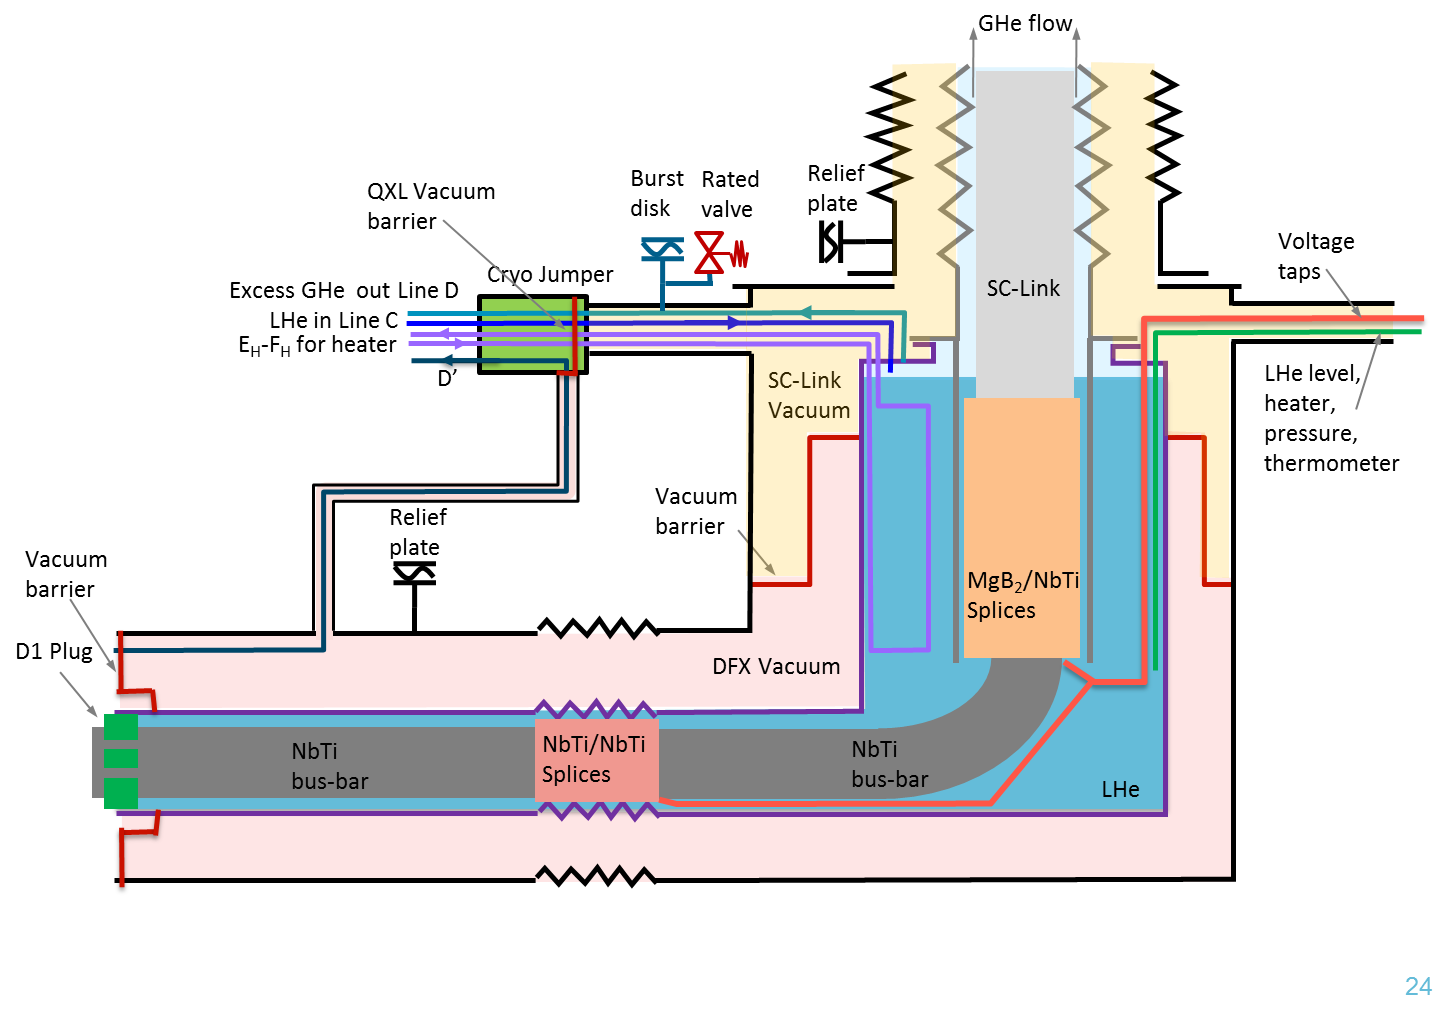 GHe flow
Relief
plate
Burst
disk
Rated
valve
QXL Vacuum
barrier
Voltage
taps
Cryo Jumper
SC-Link
Excess GHe  out Line D
LHe in Line C
EH-FH for heater
D’
SC-Link
Vacuum
LHe level,
heater,
pressure,
thermometer
Vacuum
barrier
Relief
plate
Vacuum
barrier
MgB2/NbTi
Splices
D1 Plug
DFX Vacuum
NbTi
bus-bar
NbTi/NbTi
Splices
NbTi
bus-bar
LHe
24